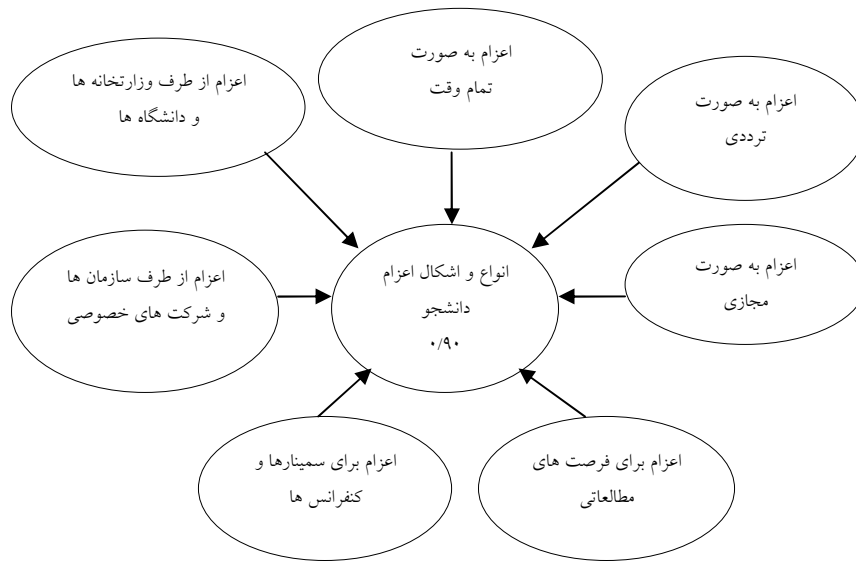 اعزام به صورت
تمام وقت
اعزام از طرف وزارتخانه ها
و دانشگاه ها
اعزام به صورت
ترددی
اعزام از طرف سازمان ها
و شرکت های خصوصی
انواع و اشکال اعزام
دانشجو
۰/۹۰
اعزام به صورت
مجازی
اعزام برای سمینارها و
کنفرانس ها
اعزام برای فرصت های
مطالعاتی